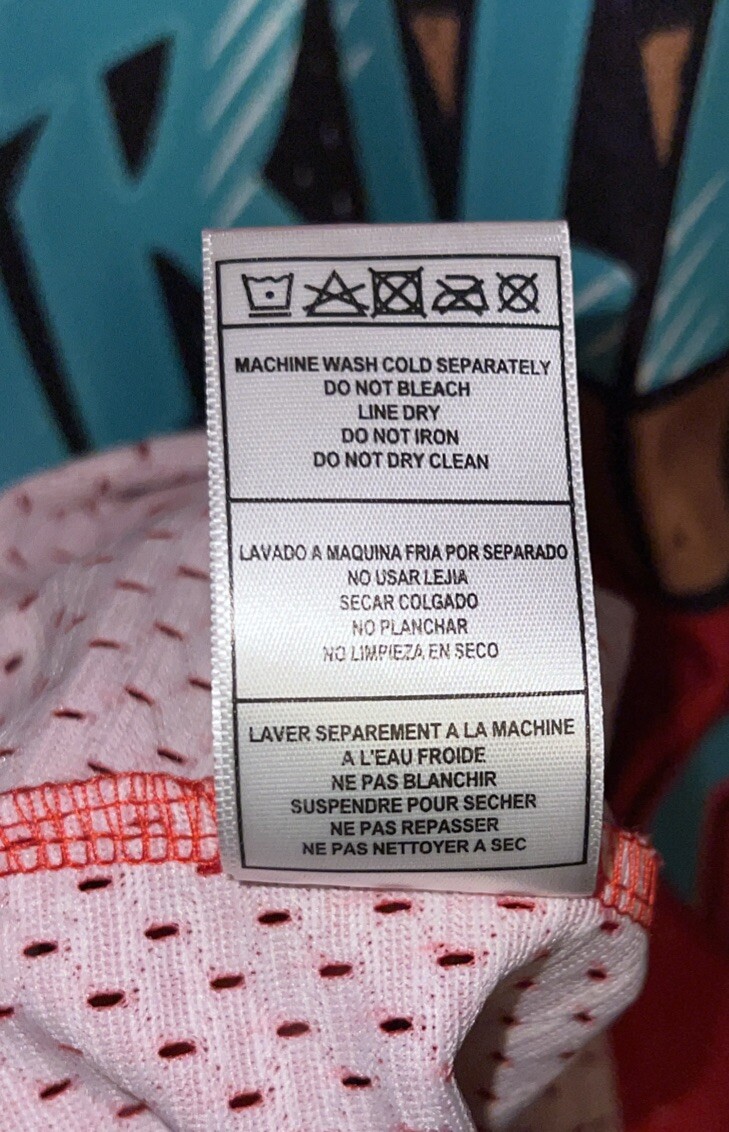 MACHINE WASH COLD SEPARATELY
DO NOT BLEACH
LINE DRY
DO NOT IRON
DO NOT DRY CLEAN
LAVADO A MAQUINA FRIA POR SEPARADO
NO USAR LEJIA
SECAR COLGADO
NO PLANCHAR
NO LIMPIEZA EN SECO
LAVER SEPAREMENT A LA MACHINE
A L'EAU FROIDE
NE PAS BLANCHIR
SUSPENDRE POUR SECHER
NE PAS REPASSER
NE PAS NETTOYER A SEC